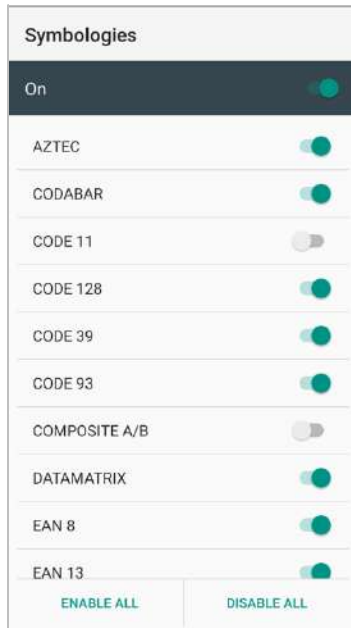 Symbologies
On
AZTEC
CODABAR
CODE 11
CODE 128
CODE 39
CODE 93
COMPOSITE A/B
DATAMATRIX
EAN 8
EAN 13
ENABLE ALL DISABLE ALL